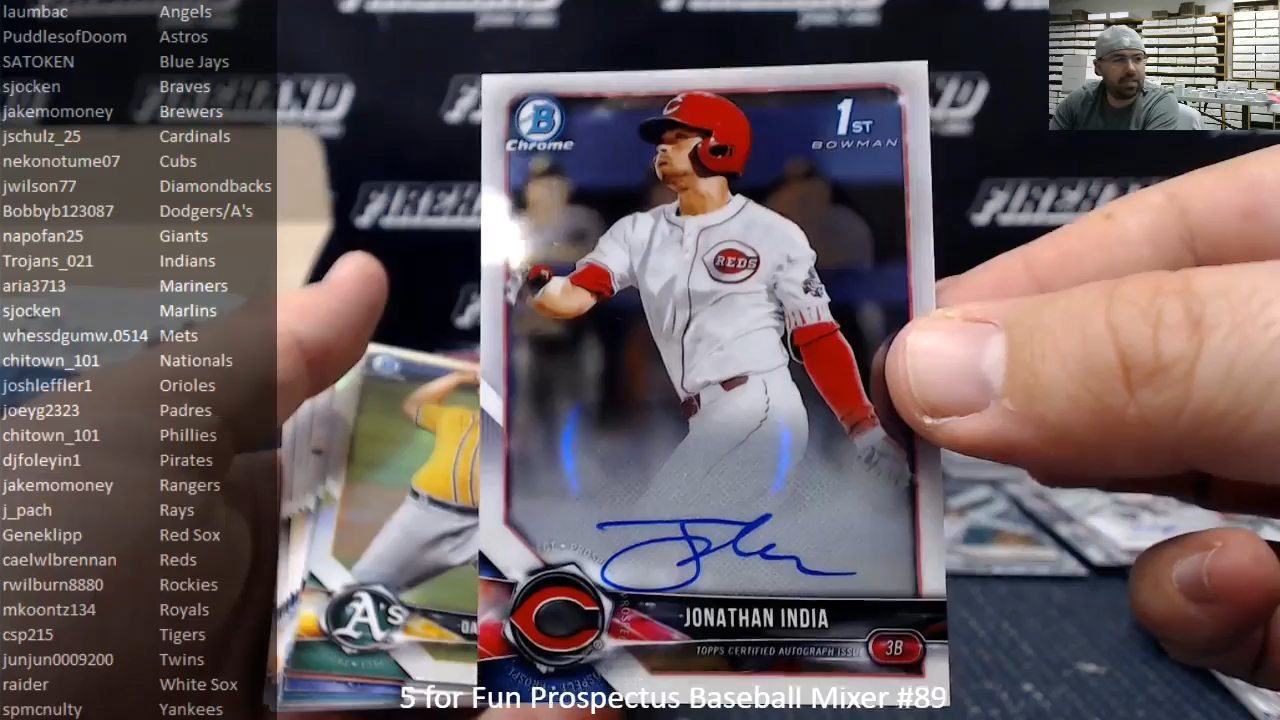 laumbac Angels
PuddlesofDoom Astros
SATOKEN Blue Jays
sjocken Braves
jakemomoney Brewers
jschulz_25 Cardinals
nekonotume07 Cubs
jwilson77 Diamondbacks
Bobbyb123087 Dodgers/A's
napofan25 Giants
Trojans_021 Indians
aria3713 Mariners
sjocken Marlins
whessdgumw.0514 Mets
chitown_101 Nationals
joshleffler1 Orioles
joeyg2323 Padres
chitown_101 Phillies
djfoleyin1 Pirates
jakemomoney Rangers
j_pach Rays
Geneklipp Red Sox
caelwlbrennan Reds
rwilburn8880 Rockies
mkoontz134 Royals
csp215 Tigers
junjun0009200 Twins
raider White Sox
spmcnulty Yankees
FIREHAND
B
Chrome
1ST
BOWMAN
REDS
JONATHAN INDIA
TOPPS CERTIFIED AUTOGRAPH ISSUE
3B
A's
5 for Fun Prospectus Baseball Mixer #89